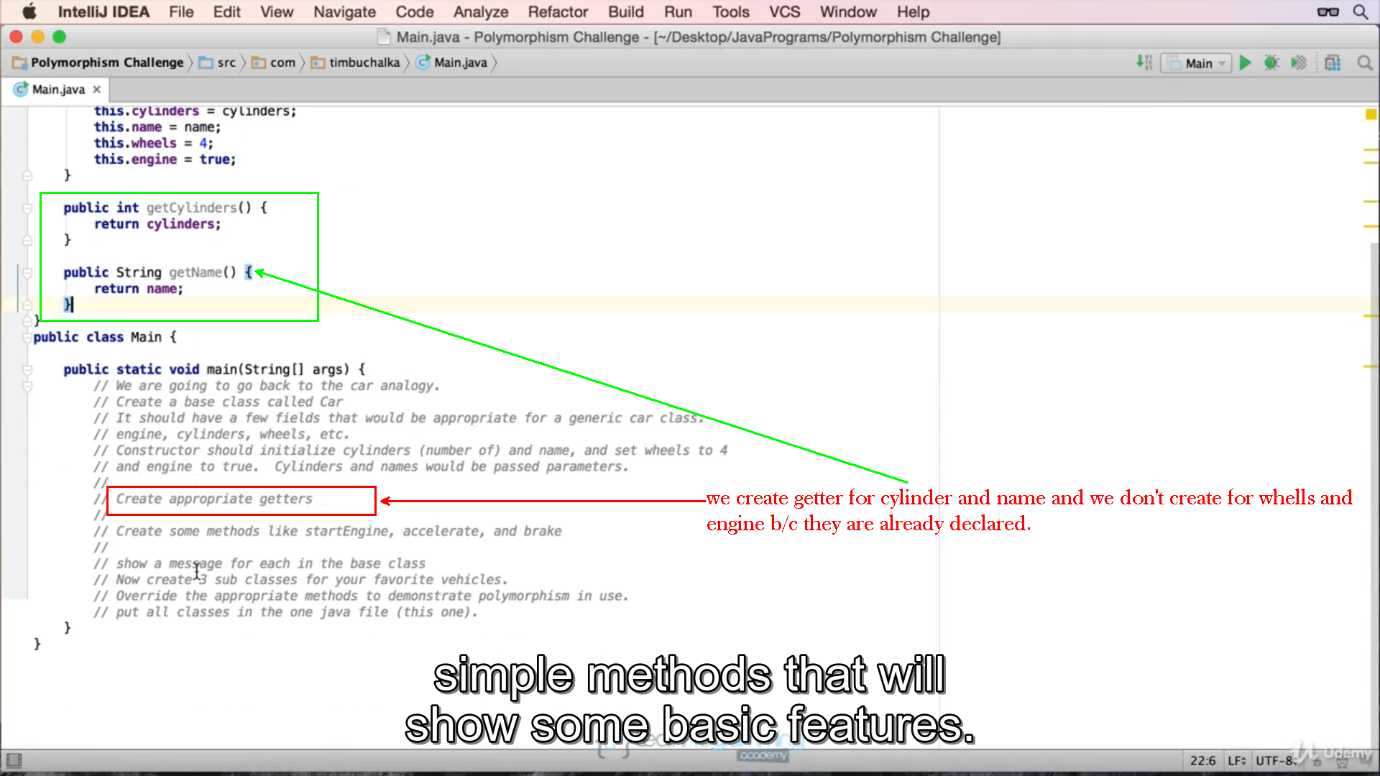 IntelliJ IDEA File Edit View Navigate Code Analyze Refactor Build Run Tools VCS Window Help
Main.java - Polymorphism Challenge - [~/Desktop/JavaPrograms/Polymorphism Challenge]
Polymorphism Challenge src com timbuchalka Main.java Main
Main.java
this.cylinders = cylinders;
this.name = name;
this.wheels = 4;
this.engine = true;
}
public int getCylinders() {
return cylinders;
}
public String getName() {
return name;
}
}
public class Main {
public static void main(String[] args) {
// We are going to go back to the car analogy.
// Create a base class called Car
// It should have a few fields that would be appropriate for a generic car class.
// engine, cylinders, wheels, etc.
// Constructor should initialize cylinders (number of) and name, and set wheels to 4
// and engine to true.  Cylinders and names would be passed parameters.
//
// Create appropriate getters
we create getter for cylinder and name and we don't create for whells and
engine b/c they are already declared.
//
// Create some methods like startEngine, accelerate, and brake
//
// show a message for each in the base class
// Now create 3 sub classes for your favorite vehicles.
// Override the appropriate methods to demonstrate polymorphism in use.
// put all classes in the one java file (this one).
}
}
simple methods that will
show some basic features.
academy
22:6 LF UTF-8 Udemy